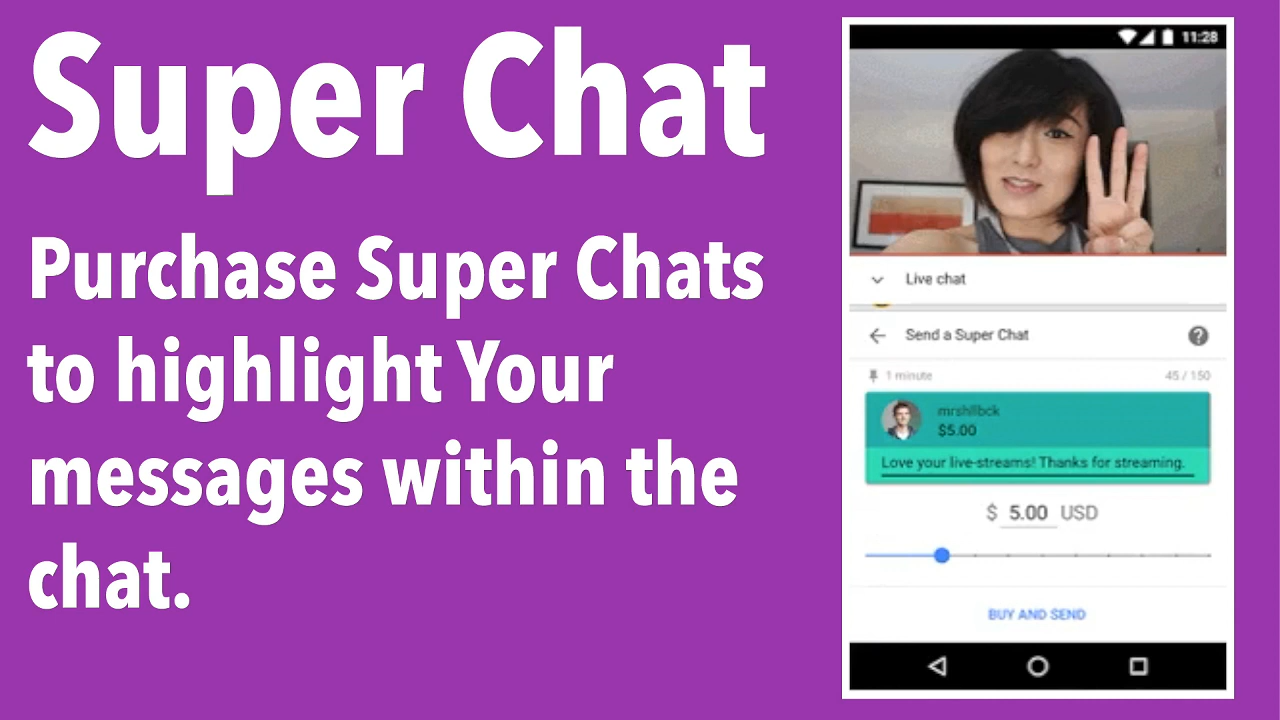 Super Chat
Purchase Super Chats
to highlight Your
messages within the
chat.
11:28
Live chat
Send a Super Chat
1 minute 45 / 150
mrshllbck
$5.00
Love your live-streams! Thanks for streaming.
$ 5.00 USD
BUY AND SEND